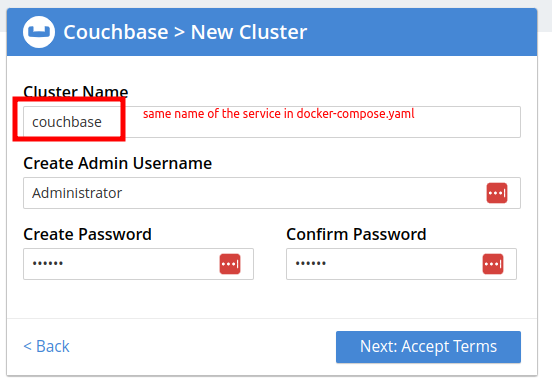 Couchbase > New Cluster
Cluster Name
couchbase
same name of the service in docker-compose.yaml
Create Admin Username
Administrator
Create Password Confirm Password
•••••• ••••••
< Back Next: Accept Terms